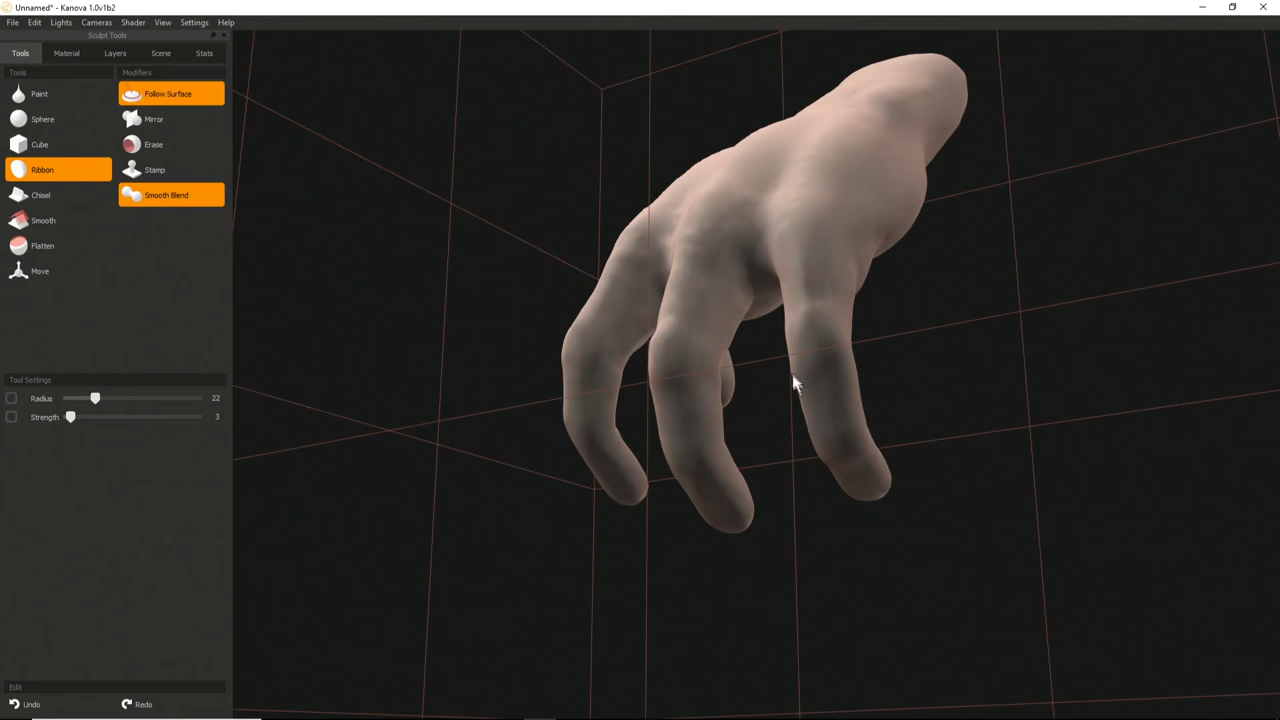 Unnamed* - Kanova 1.0v1b2
File Edit Lights Cameras Shader View Settings Help
Sculpt Tools
Tools Material Layers Scene Stats
Tools Modifiers
Paint Follow Surface
Sphere Mirror
Cube Erase
Ribbon Stamp
Chisel Smooth Blend
Smooth
Flatten
Move
Tool Settings
Radius 22
Strength 3
Edit
Undo Redo